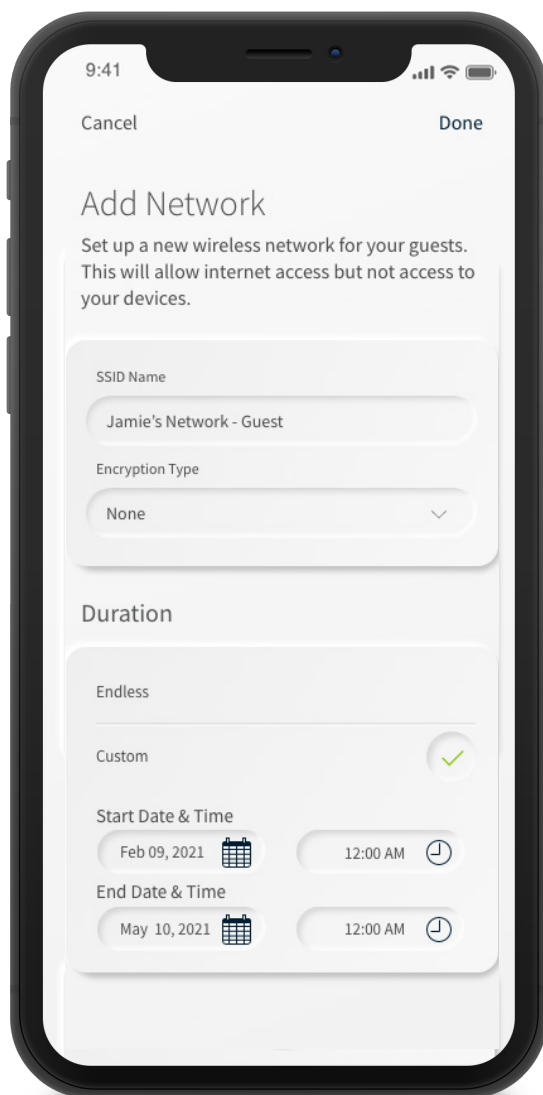 9:41
Cancel Done
Add Network
Set up a new wireless network for your guests.
This will allow internet access but not access to
your devices.
SSID Name
Jamie’s Network - Guest
Encryption Type
None
Duration
Endless
Custom
Start Date & Time
Feb 09, 2021 12:00 AM
End Date & Time
May 10, 2021 12:00 AM